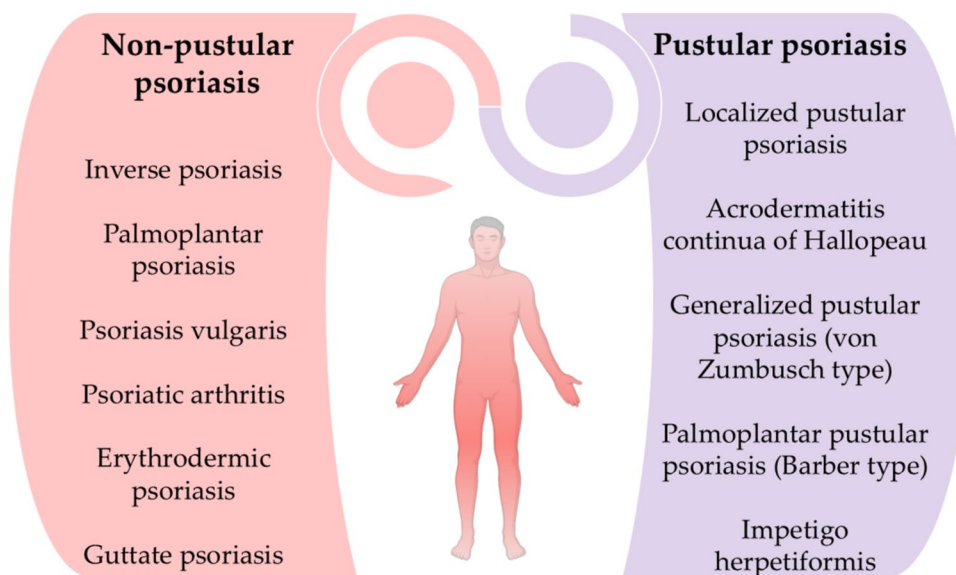 Non-pustular
psoriasis
Inverse psoriasis
Palmoplantar
psoriasis
Psoriasis vulgaris
Psoriatic arthritis
Erythrodermic
psoriasis
Guttate psoriasis
Pustular psoriasis
Localized pustular
psoriasis
Acrodermatitis
continua of Hallopeau
Generalized pustular
psoriasis (von
Zumbusch type)
Palmoplantar pustular
psoriasis (Barber type)
Impetigo
herpetiformis